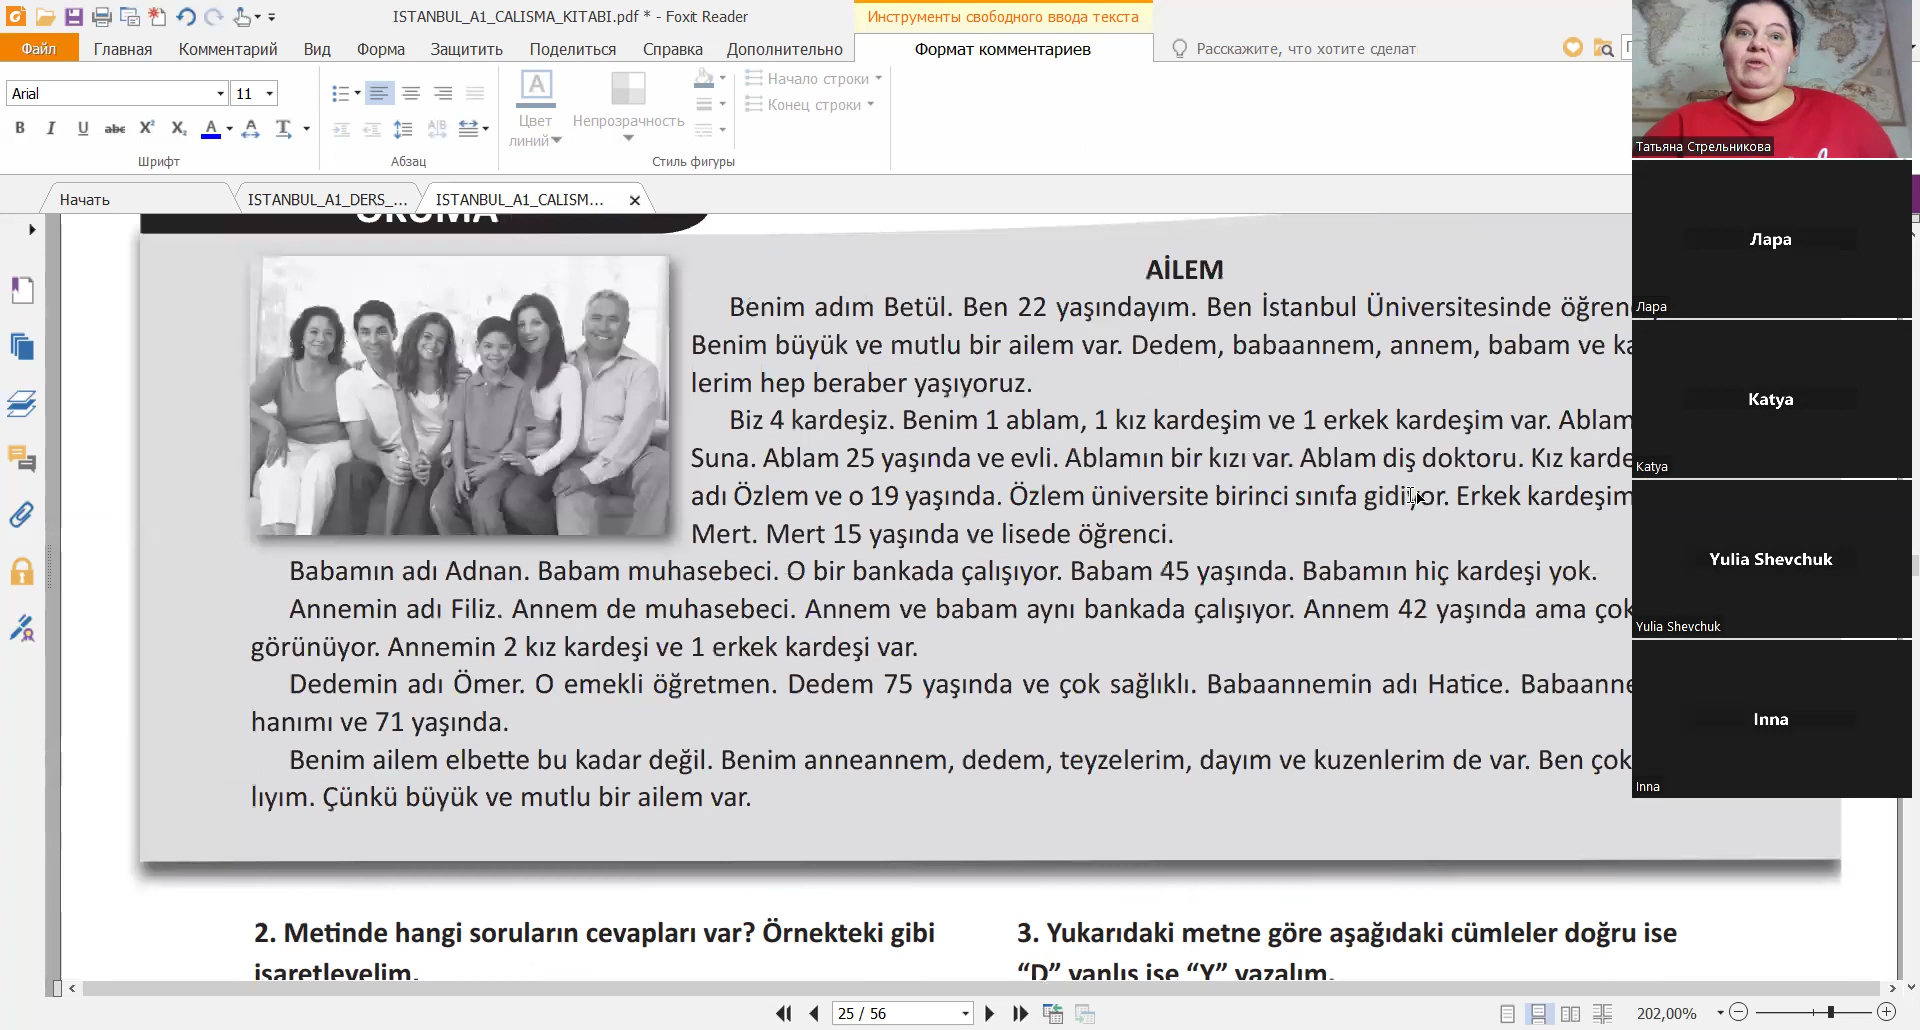 ISTANBUL_A1_CALISMA_KITABI.pdf * - Foxit Reader
Инструменты свободного ввода текста
Файл Главная Комментарий Вид Форма Защитить Поделиться Справка Дополнительно Формат комментариев Расскажите, что хотите сделат
Arial 11
Начало строки
Конец строки
Цвет линий
Непрозрачность
Шрифт Абзац Стиль фигуры
Начать ISTANBUL_A1_DERS_... ISTANBUL_A1_CALISM...
OKUMA
AİLEM
Benim adım Betül. Ben 22 yaşındayım. Ben İstanbul Üniversitesinde öğren
Benim büyük ve mutlu bir ailem var. Dedem, babaannem, annem, babam ve ka
lerim hep beraber yaşıyoruz.
Biz 4 kardeşiz. Benim 1 ablam, 1 kız kardeşim ve 1 erkek kardeşim var. Ablam
Suna. Ablam 25 yaşında ve evli. Ablamın bir kızı var. Ablam diş doktoru. Kız karde
adı Özlem ve o 19 yaşında. Özlem üniversite birinci sınıfa gidiyor. Erkek kardeşim
Mert. Mert 15 yaşında ve lisede öğrenci.
Babamın adı Adnan. Babam muhasebeci. O bir bankada çalışıyor. Babam 45 yaşında. Babamın hiç kardeşi yok.
Annemin adı Filiz. Annem de muhasebeci. Annem ve babam aynı bankada çalışıyor. Annem 42 yaşında ama çok
görünüyor. Annemin 2 kız kardeşi ve 1 erkek kardeşi var.
Dedemin adı Ömer. O emekli öğretmen. Dedem 75 yaşında ve çok sağlıklı. Babaannemin adı Hatice. Babaanne
hanımı ve 71 yaşında.
Benim ailem elbette bu kadar değil. Benim anneannem, dedem, teyzelerim, dayım ve kuzenlerim de var. Ben çok
lıyım. Çünkü büyük ve mutlu bir ailem var.
2. Metinde hangi soruların cevapları var? Örnekteki gibi
işaretleyelim.
3. Yukarıdaki metne göre aşağıdaki cümleler doğru ise
“D” yanlış ise “Y” yazalım.
Татьяна Стрельникова
Лара
Лара
Katya
Katya
Yulia Shevchuk
Yulia Shevchuk
Inna
Inna
25 / 56
202,00%